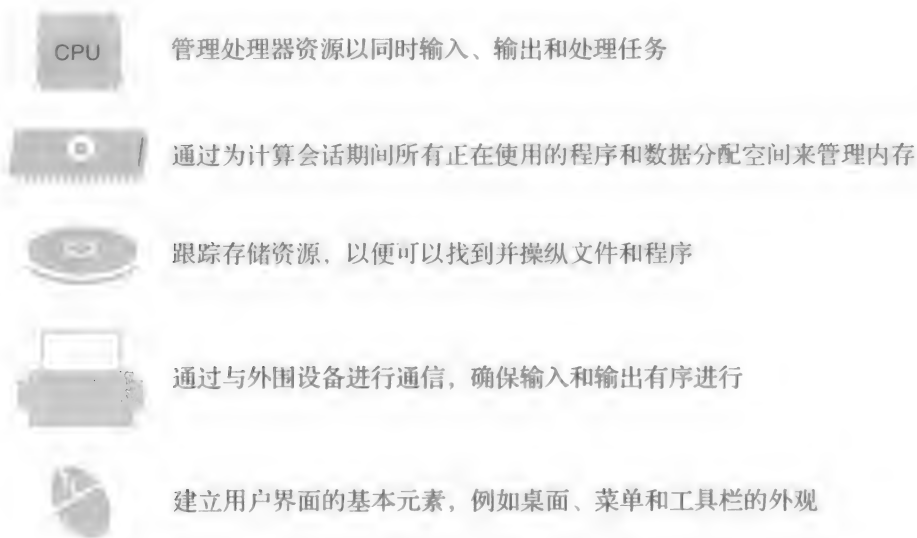 CPU
管理处理器资源以同时输入、输出和处理任务
通过为计算会话期间所有正在使用的程序和数据分配空间来管理内存
跟踪存储资源，以便可以找到并操纵文件和程序
通过与外围设备进行通信，确保输入和输出有序进行
建立用户界面的基本元素，例如桌面、菜单和工具栏的外观